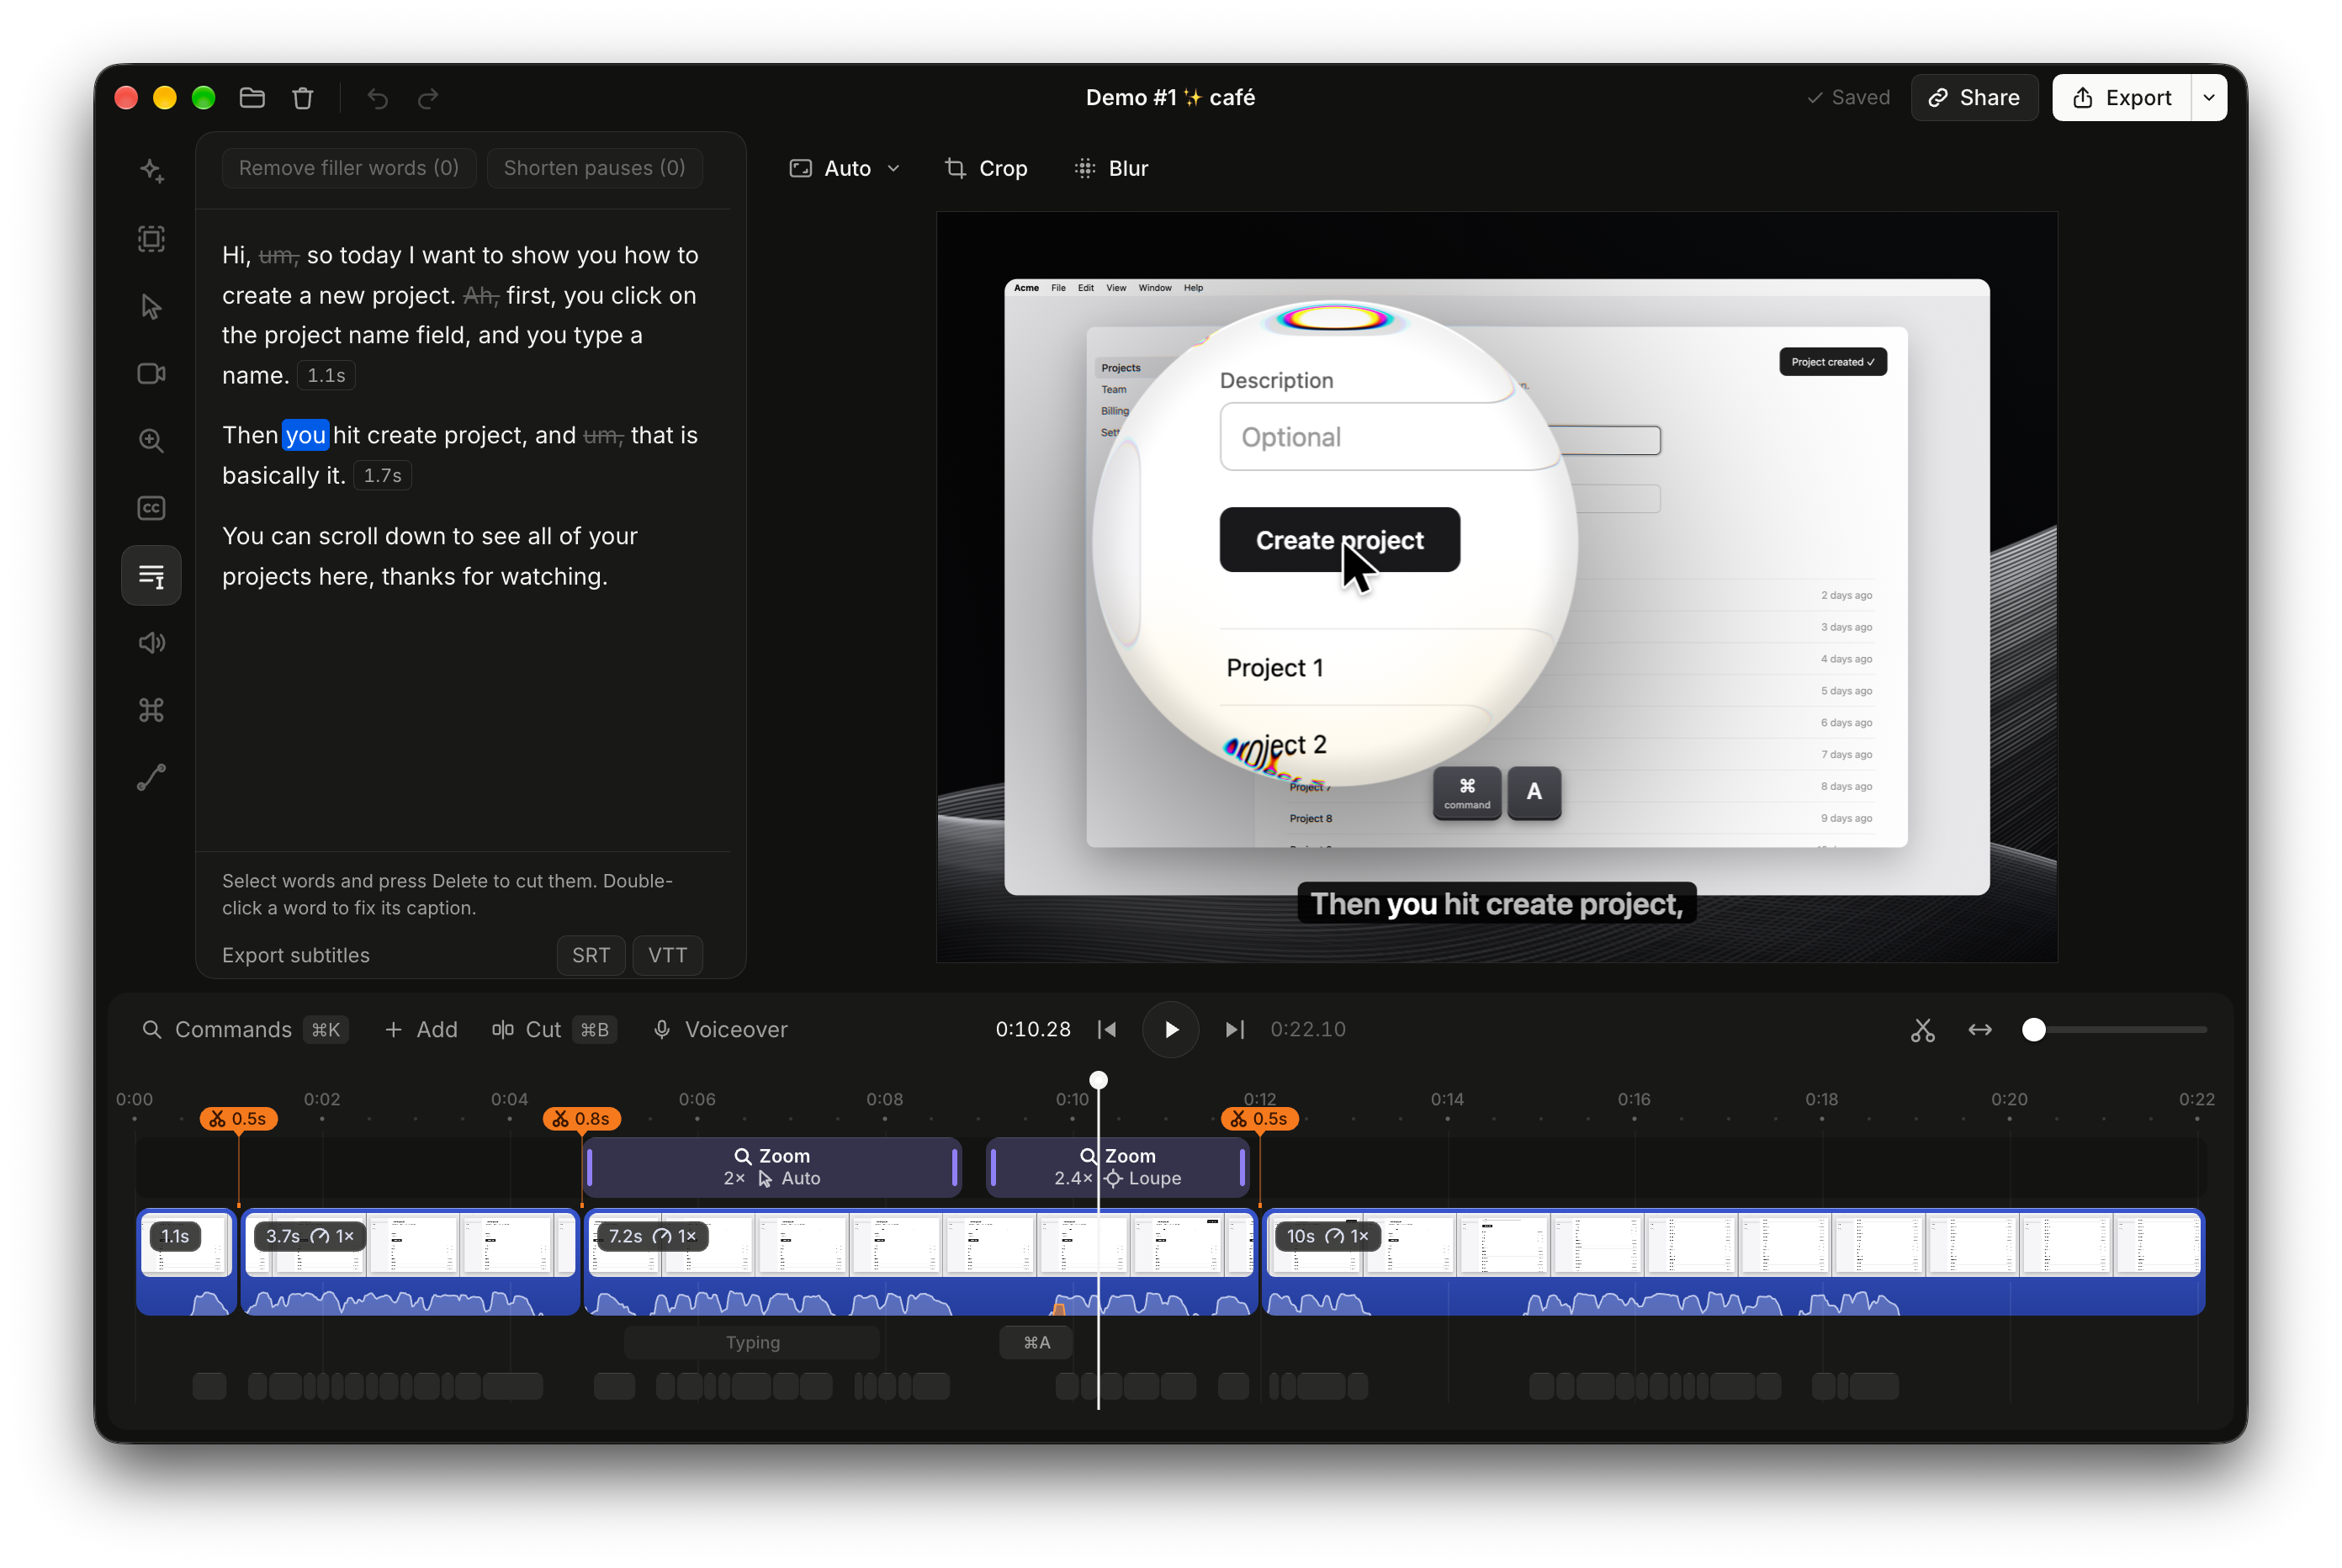 Demo #1 ✨ café
Saved
Share
Export
Remove filler words (0)
Shorten pauses (0)
Hi, um, so today I want to show you how to
create a new project. Ah, first, you click on
the project name field, and you type a
name. 1.1s
Then you hit create project, and um, that is
basically it. 1.7s
You can scroll down to see all of your
projects here, thanks for watching.
Select words and press Delete to cut them. Double-
click a word to fix its caption.
Export subtitles
SRT
VTT
CC
Auto
Crop
Blur
Acme File Edit View Window Help
Projects
Team
Billing
Project created ✓
Description
Optional
Create project
Project 1
Project 2
Project 7
Project 8
2 days ago
3 days ago
4 days ago
5 days ago
6 days ago
7 days ago
8 days ago
9 days ago
⌘
command
A
Then you hit create project,
Commands ⌘K
Add
Cut ⌘B
Voiceover
0:10.28
0:22.10
0:00 0:02 0:04 0:06 0:08 0:10 0:12 0:14 0:16 0:18 0:20 0:22
0.5s
0.8s
0.5s
Zoom
2× Auto
Zoom
2.4× Loupe
1.1s
3.7s 1×
7.2s 1×
10s 1×
Typing
⌘A